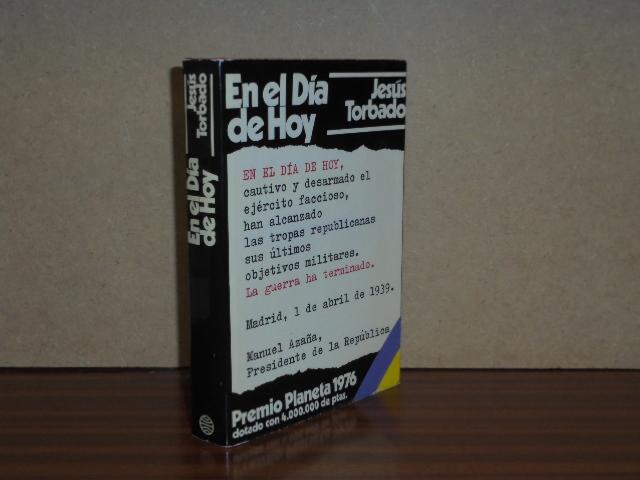 Jesús
Torbado
En el Día
de Hoy
En el Día
de Hoy
Jesús
Torbado
EN EL DÍA DE HOY,
cautivo y desarmado el
ejército faccioso,
han alcanzado
las tropas republicanas
sus últimos
objetivos militares.
La guerra ha terminado.
Madrid, 1 de abril de 1939.
Manuel Azaña,
Presidente de la República
Premio Planeta 1976
dotado con 4.000.000 de ptas.